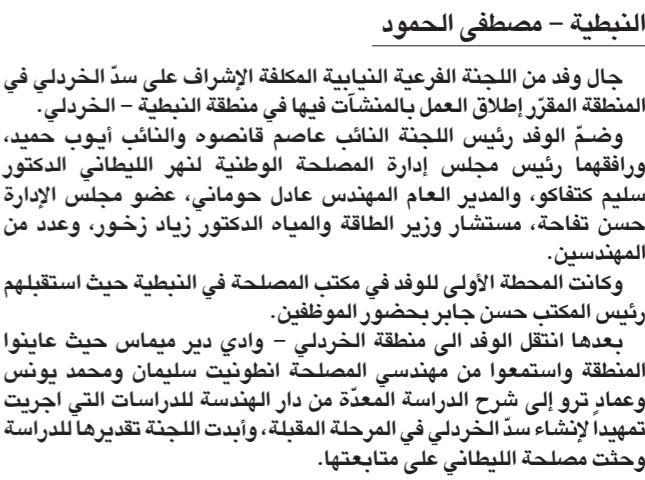 النبطية – مصطفى الحمود
جال وفد من اللجنة الفرعية النيابية المكلفة الإشراف على سدّ الخردلي في
المنطقة المقرّر إطلاق العمل بالمنشآت فيها في منطقة النبطية – الخردلي.
وضمّ الوفد رئيس اللجنة النائب عاصم قانصوه والنائب أيوب حميد،
ورافقهما رئيس مجلس إدارة المصلحة الوطنية لنهر الليطاني الدكتور
سليم كتفاكو، والمدير العام المهندس عادل حوماني، عضو مجلس الإدارة
حسن تفاحة، مستشار وزير الطاقة والمياه الدكتور زياد زخور، وعدد من
المهندسين.
وكانت المحطة الأولى للوفد في مكتب المصلحة في النبطية حيث استقبلهم
رئيس المكتب حسن جابر بحضور الموظفين.
بعدها انتقل الوفد الى منطقة الخردلي – وادي دير ميماس حيث عاينوا
المنطقة واستمعوا من مهندسي المصلحة انطونيت سليمان ومحمد يونس
وعمادٍ ترو إلى شرح الدراسة المعدّة من دار الهندسة للدراسات التي اجريت
تمهيداً لإنشاء سدّ الخردلي في المرحلة المقبلة، وأبدت اللجنة تقديرها للدراسة
وحثت مصلحة الليطاني على متابعتها.